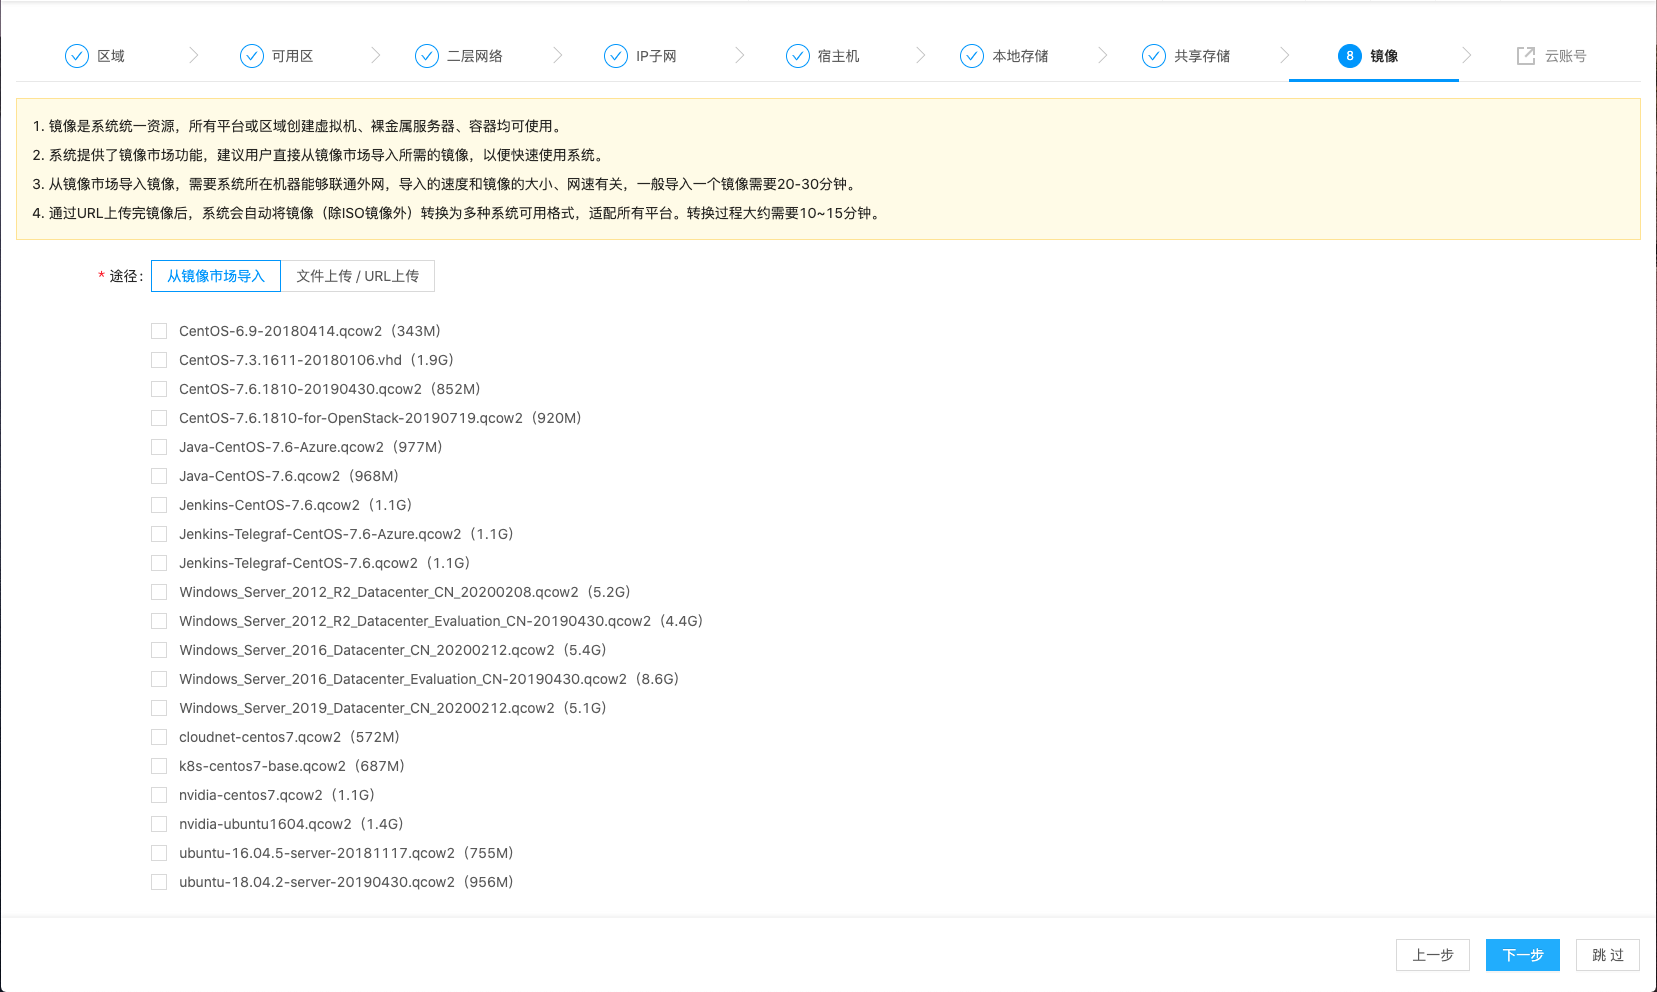 区域 可用区 二层网络 IP子网 宿主机 本地存储 共享存储 8 镜像 云账号
1. 镜像是系统统一资源，所有平台或区域创建虚拟机、裸金属服务器、容器均可使用。
2. 系统提供了镜像市场功能，建议用户直接从镜像市场导入所需的镜像，以便快速使用系统。
3. 从镜像市场导入镜像，需要系统所在机器能够联通外网，导入的速度和镜像的大小、网速有关，一般导入一个镜像需要20-30分钟。
4. 通过URL上传完镜像后，系统会自动将镜像（除ISO镜像外）转换为多种系统可用格式，适配所有平台。转换过程大约需要10~15分钟。
* 途径： 从镜像市场导入 文件上传 / URL上传
CentOS-6.9-20180414.qcow2（343M）
CentOS-7.3.1611-20180106.vhd（1.9G）
CentOS-7.6.1810-20190430.qcow2（852M）
CentOS-7.6.1810-for-OpenStack-20190719.qcow2（920M）
Java-CentOS-7.6-Azure.qcow2（977M）
Java-CentOS-7.6.qcow2（968M）
Jenkins-CentOS-7.6.qcow2（1.1G）
Jenkins-Telegraf-CentOS-7.6-Azure.qcow2（1.1G）
Jenkins-Telegraf-CentOS-7.6.qcow2（1.1G）
Windows_Server_2012_R2_Datacenter_CN_20200208.qcow2（5.2G）
Windows_Server_2012_R2_Datacenter_Evaluation_CN-20190430.qcow2（4.4G）
Windows_Server_2016_Datacenter_CN_20200212.qcow2（5.4G）
Windows_Server_2016_Datacenter_Evaluation_CN-20190430.qcow2（8.6G）
Windows_Server_2019_Datacenter_CN_20200212.qcow2（5.1G）
cloudnet-centos7.qcow2（572M）
k8s-centos7-base.qcow2（687M）
nvidia-centos7.qcow2（1.1G）
nvidia-ubuntu1604.qcow2（1.4G）
ubuntu-16.04.5-server-20181117.qcow2（755M）
ubuntu-18.04.2-server-20190430.qcow2（956M）
上一步 下一步 跳 过